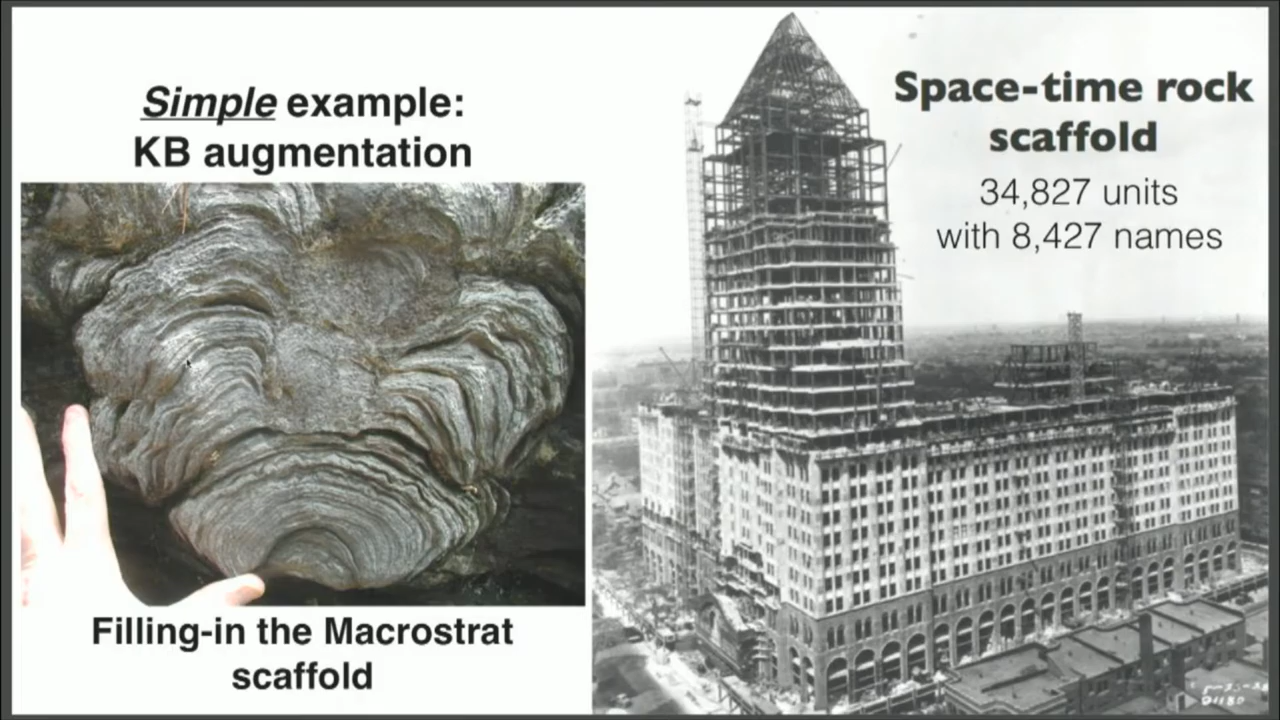 Simple example:
KB augmentation
Filling-in the Macrostrat
scaffold
Space-time rock
scaffold
34,827 units
with 8,427 names